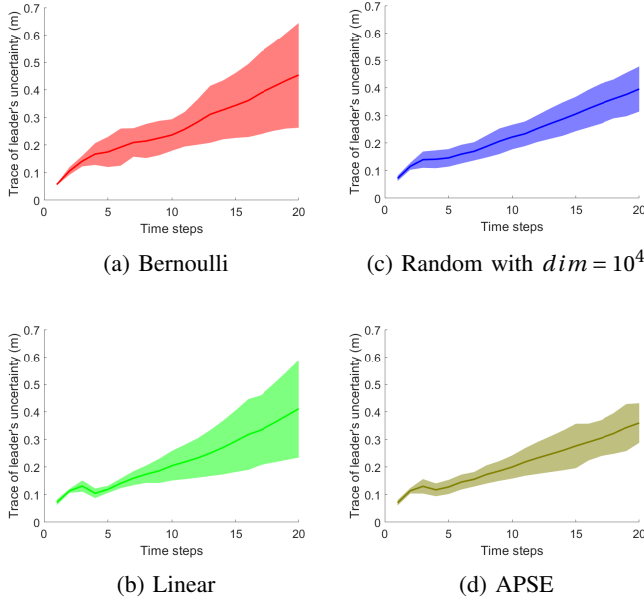 0.7
0.6
0.5
0.4
0.3
0.2
0.1
0
0 5 10 15 20
Trace of leader's uncertainty (m)
Time steps
(a) Bernoulli
0.7
0.6
0.5
0.4
0.3
0.2
0.1
0
0 5 10 15 20
Trace of leader's uncertainty (m)
Time steps
(c) Random with dim = 10⁴
0.7
0.6
0.5
0.4
0.3
0.2
0.1
0
0 5 10 15 20
Trace of leader's uncertainty (m)
Time steps
(b) Linear
0.7
0.6
0.5
0.4
0.3
0.2
0.1
0
0 5 10 15 20
Trace of leader's uncertainty (m)
Time steps
(d) APSE